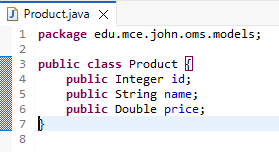 Product.java
1 package edu.mce.john.oms.models;
2
3 public class Product {
4     public Integer id;
5     public String name;
6     public Double price;
7 }
8